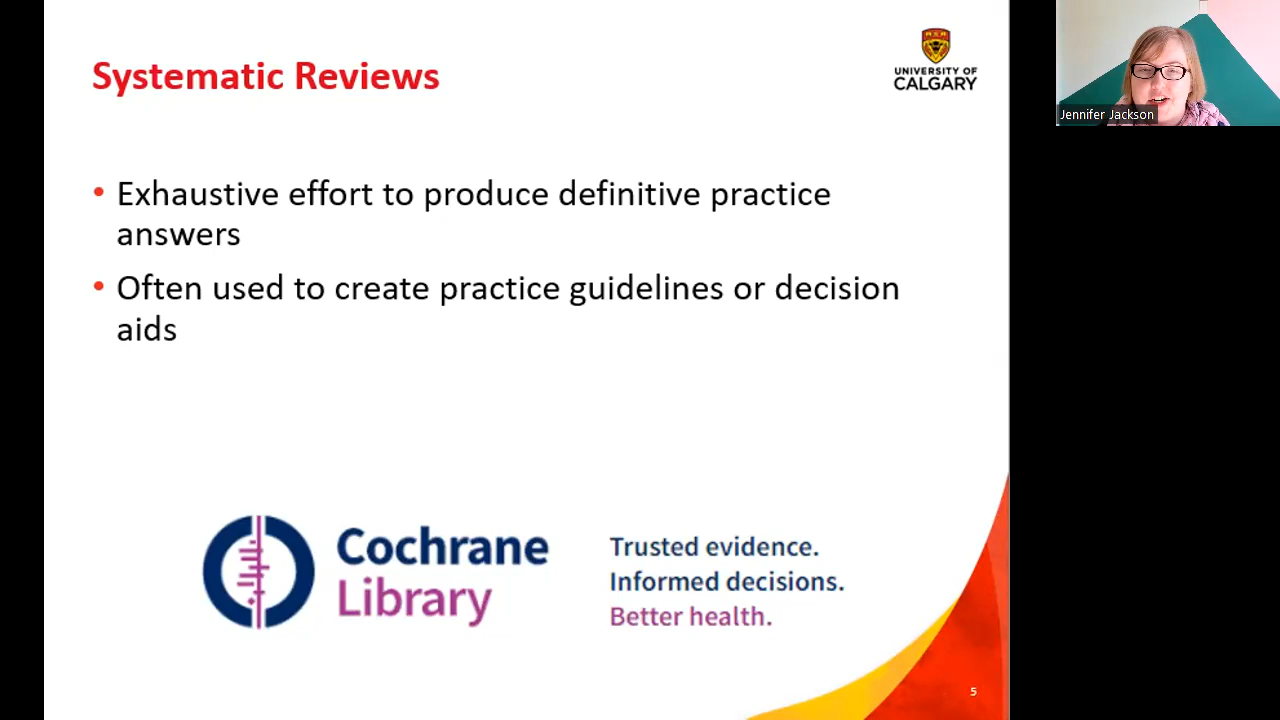 Systematic Reviews
UNIVERSITY OF
CALGARY
Jennifer Jackson
• Exhaustive effort to produce definitive practice
answers
• Often used to create practice guidelines or decision
aids
Cochrane
Library
Trusted evidence.
Informed decisions.
Better health.
5